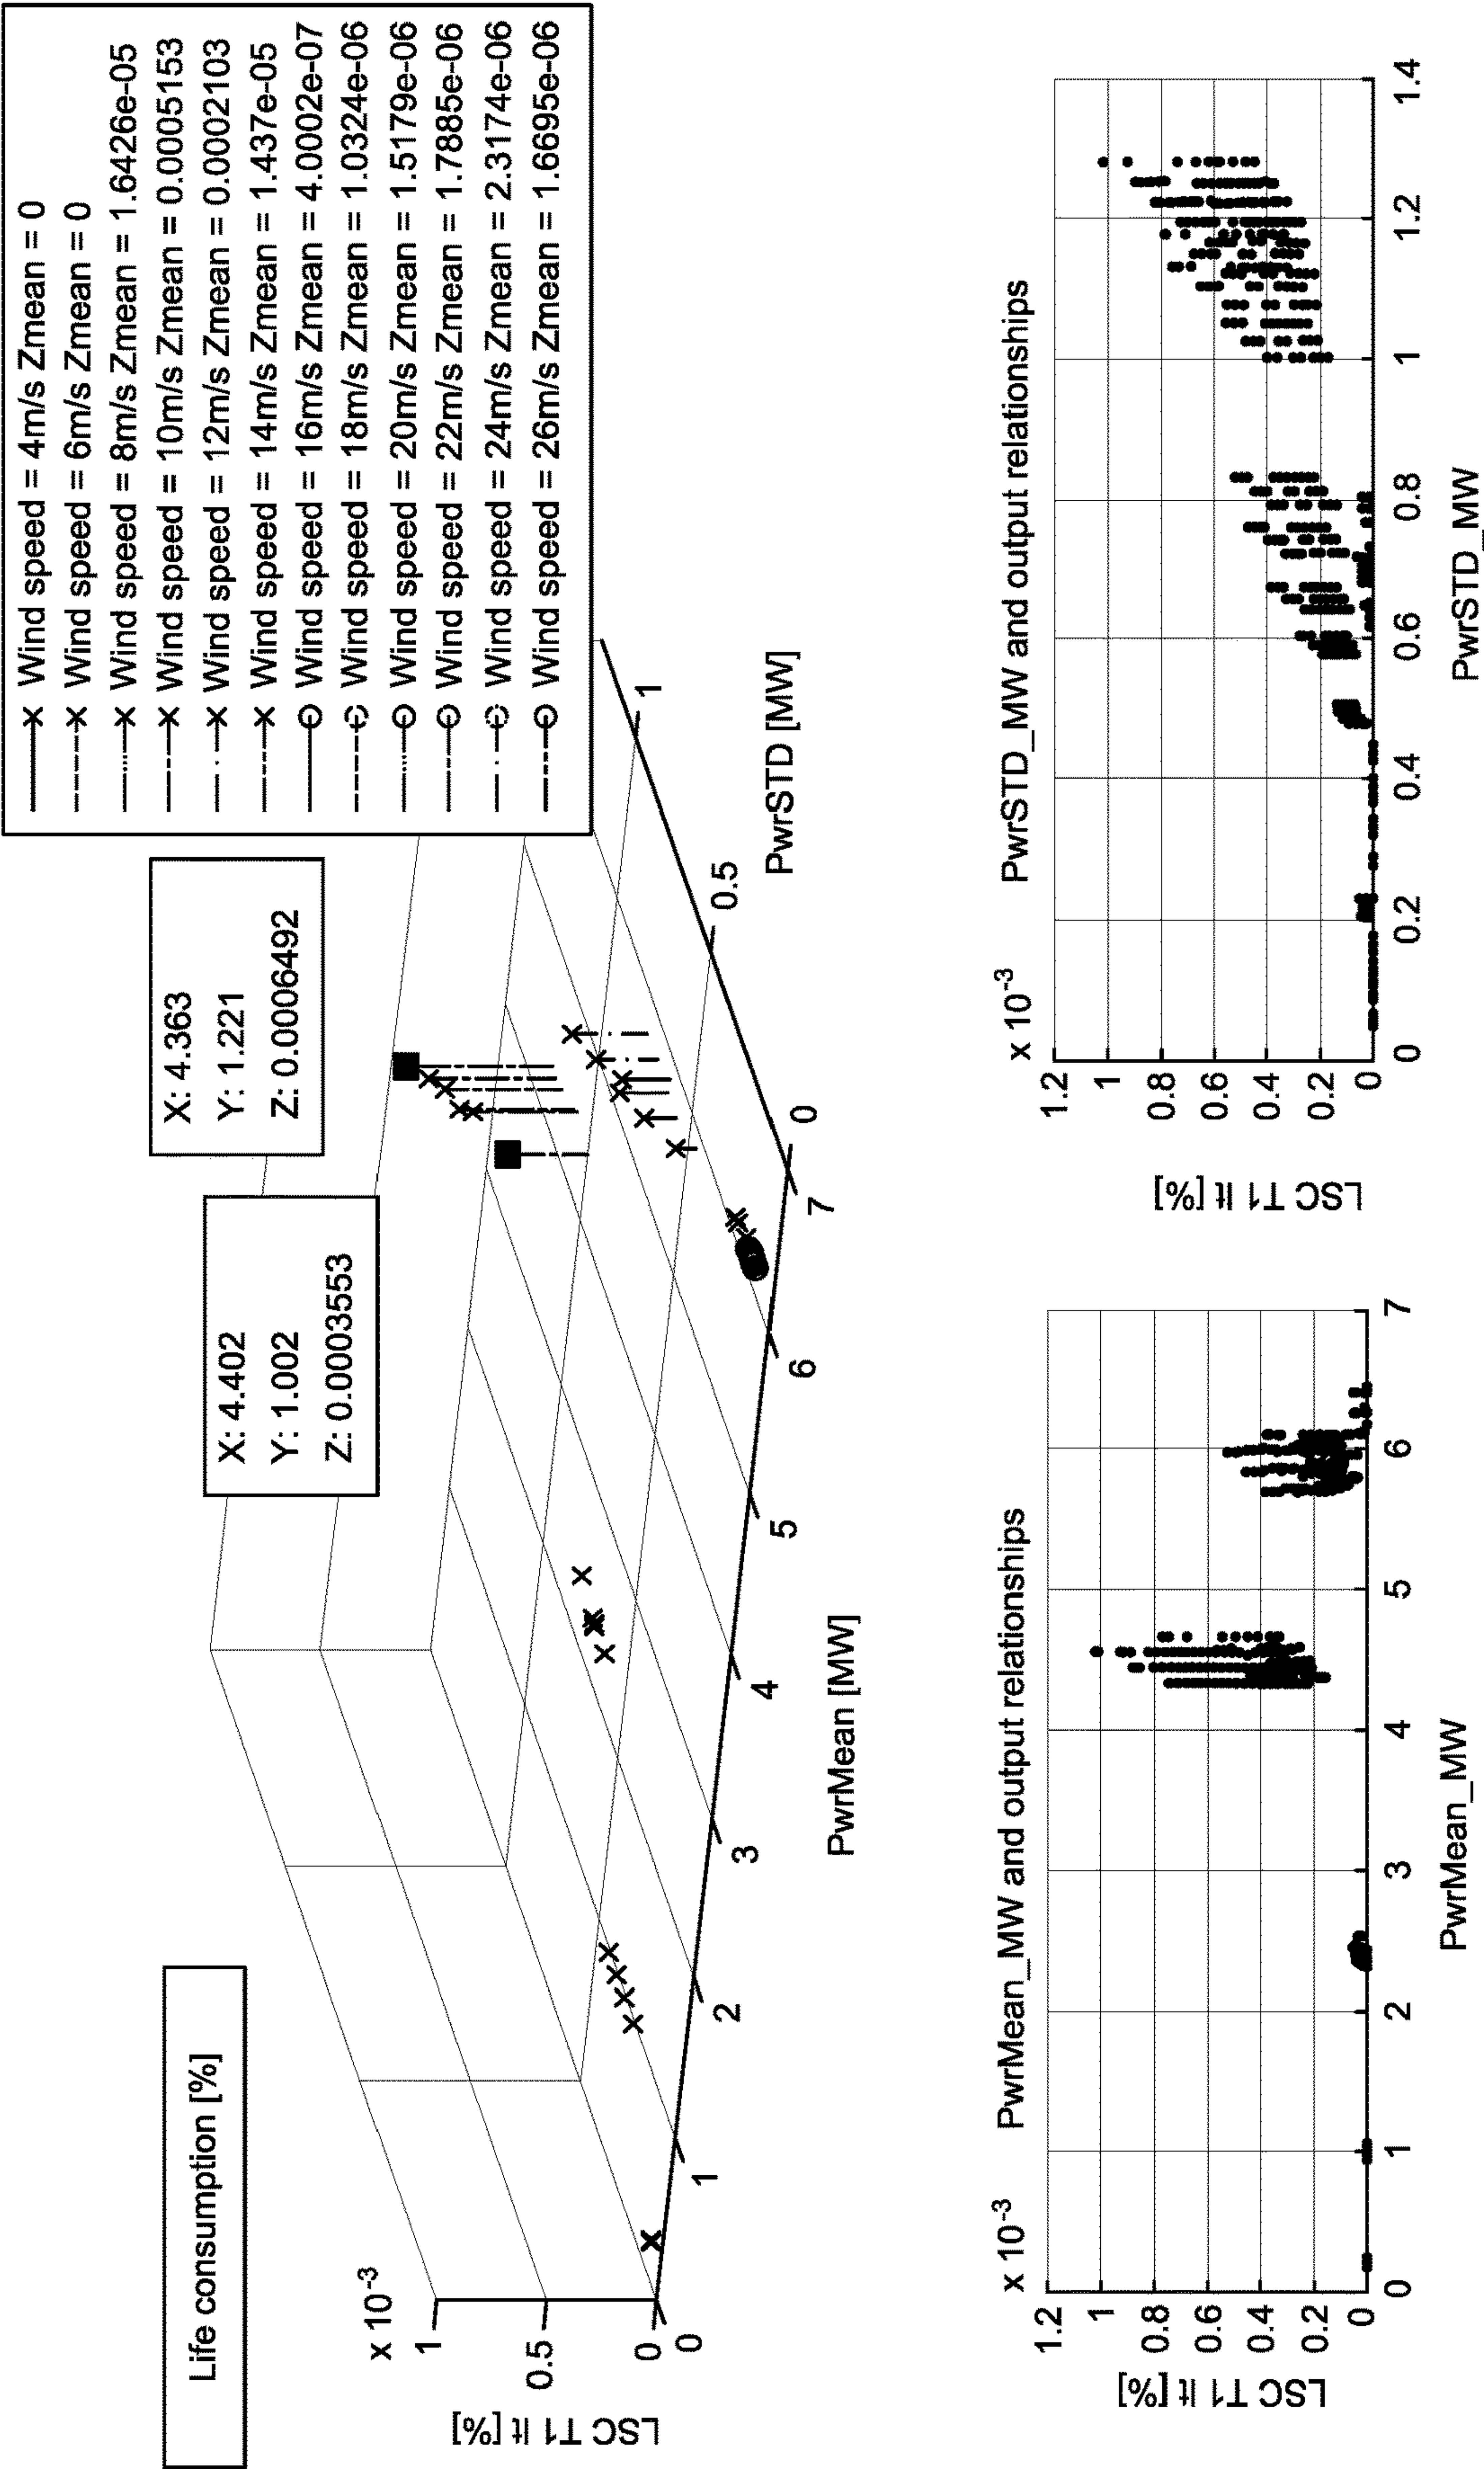 Life consumption [%]
X: 4.402
Y: 1.002
Z: 0.0003553
X: 4.363
Y: 1.221
Z: 0.0006492
Wind speed = 4m/s Zmean = 0
Wind speed = 6m/s Zmean = 0
Wind speed = 8m/s Zmean = 1.6426e-05
Wind speed = 10m/s Zmean = 0.0005153
Wind speed = 12m/s Zmean = 0.0002103
Wind speed = 14m/s Zmean = 1.437e-05
Wind speed = 16m/s Zmean = 4.0002e-07
Wind speed = 18m/s Zmean = 1.0324e-06
Wind speed = 20m/s Zmean = 1.5179e-06
Wind speed = 22m/s Zmean = 1.7885e-06
Wind speed = 24m/s Zmean = 2.3174e-06
Wind speed = 26m/s Zmean = 1.6695e-06
x 10-3
1
0.5
0
LSC T1 lt [%]
0
1
2
3
4
5
6
7
PwrMean [MW]
0
0.5
1
PwrSTD [MW]
x 10-3
PwrMean_MW and output relationships
1.2
1
0.8
0.6
0.4
0.2
0
LSC T1 lt [%]
0
1
2
3
4
5
6
7
PwrMean_MW
x 10-3
PwrSTD_MW and output relationships
1.2
1
0.8
0.6
0.4
0.2
0
LSC T1 lt [%]
0
0.2
0.4
0.6
0.8
1
1.2
1.4
PwrSTD_MW